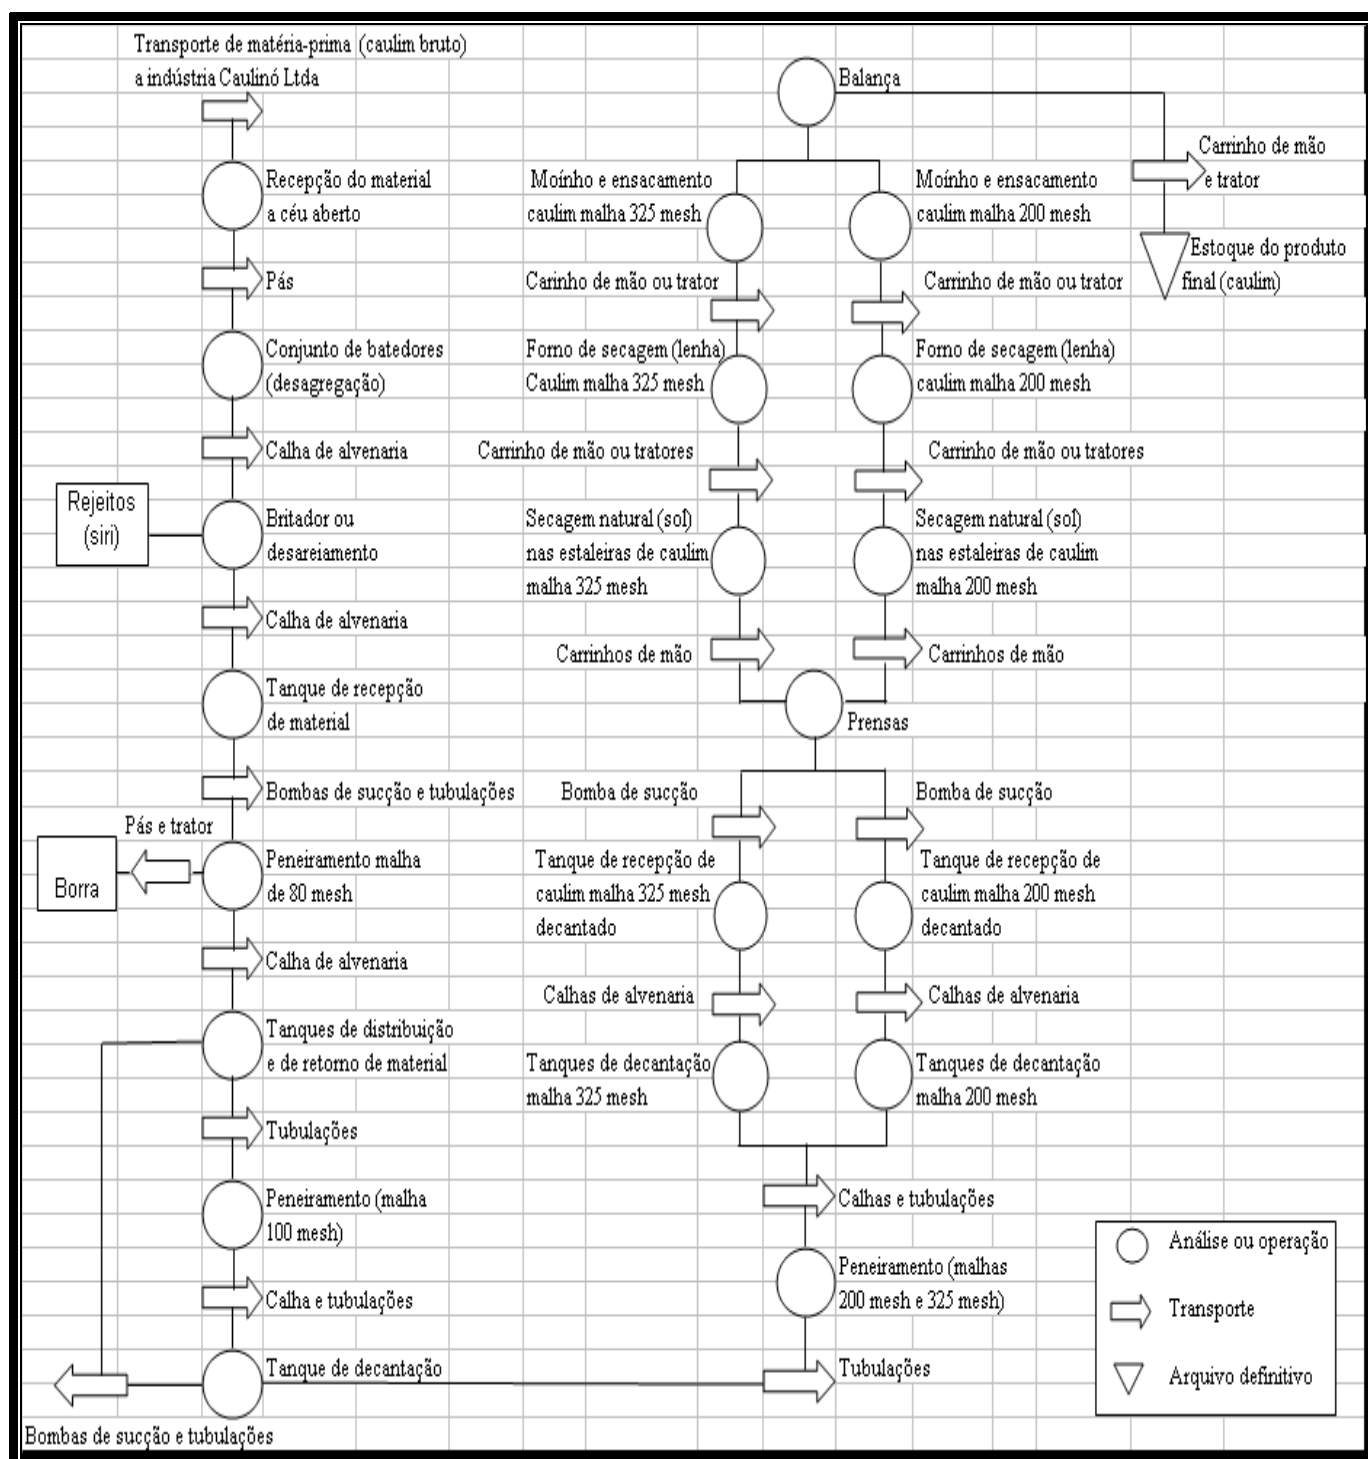 Transporte de matéria-prima (caulim bruto)
a indústria Caulinó Ltda
Recepção do material
a céu aberto
Pás
Conjunto de batedores
(desagregação)
Calha de alvenaria
Rejeitos
(siri)
Britador ou
desareiamento
Calha de alvenaria
Tanque de recepção
de material
Bombas de sucção e tubulações
Pás e trator
Borra
Peneiramento malha
de 80 mesh
Calha de alvenaria
Tanques de distribuição
e de retorno de material
Tubulações
Peneiramento (malha
100 mesh)
Calha e tubulações
Tanque de decantação
Bombas de sucção e tubulações
Balança
Moínho e ensacamento
caulim malha 325 mesh
Carinho de mão ou trator
Forno de secagem (lenha)
Caulim malha 325 mesh
Carrinho de mão ou tratores
Secagem natural (sol)
nas estaleiras de caulim
malha 325 mesh
Carrinhos de mão
Prensas
Bomba de sucção
Tanque de recepção de
caulim malha 325 mesh
decantado
Calhas de alvenaria
Tanques de decantação
malha 325 mesh
Moínho e ensacamento
caulim malha 200 mesh
Carrinho de mão ou trator
Forno de secagem (lenha)
caulim malha 200 mesh
Carrinho de mão ou tratores
Secagem natural (sol)
nas estaleiras de caulim
malha 200 mesh
Carrinhos de mão
Bomba de sucção
Tanque de recepção de
caulim malha 200 mesh
decantado
Calhas de alvenaria
Tanques de decantação
malha 200 mesh
Calhas e tubulações
Peneiramento (malhas
200 mesh e 325 mesh)
Tubulações
Carrinho de mão
e trator
Estoque do produto
final (caulim)
Análise ou operação
Transporte
Arquivo definitivo